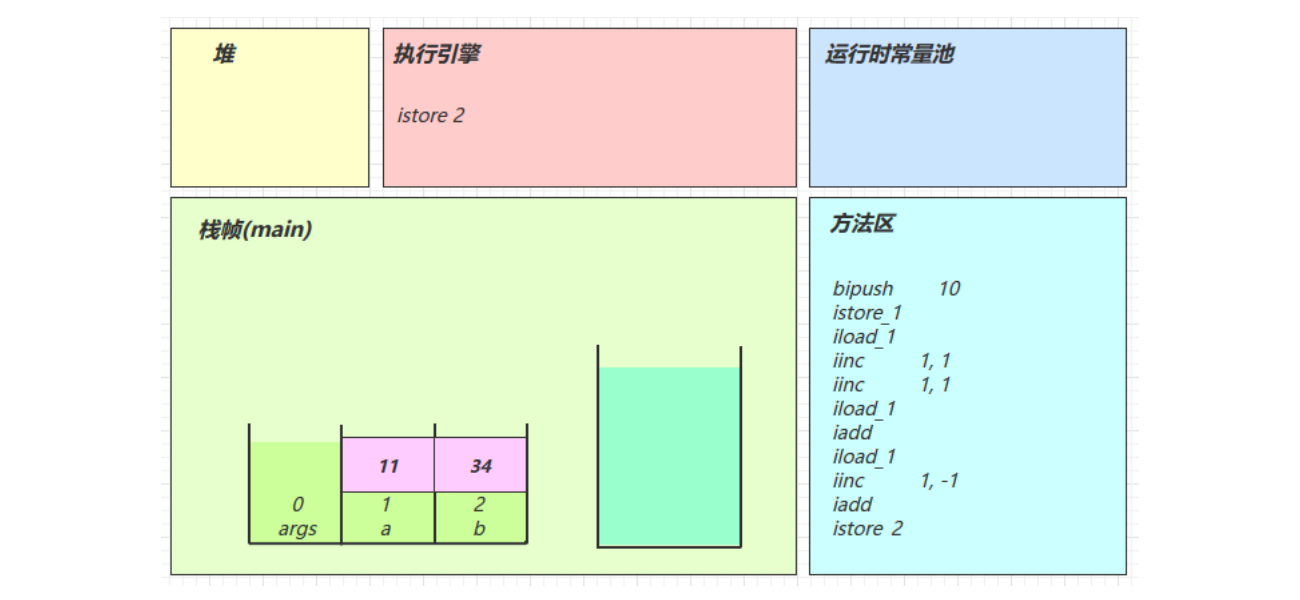 堆
执行引擎
istore 2
运行时常量池
栈帧(main)
11 34
0 1 2
args a b
方法区
bipush 10
istore_1
iload_1
iinc 1, 1
iinc 1, 1
iload_1
iadd
iload_1
iinc 1, -1
iadd
istore 2